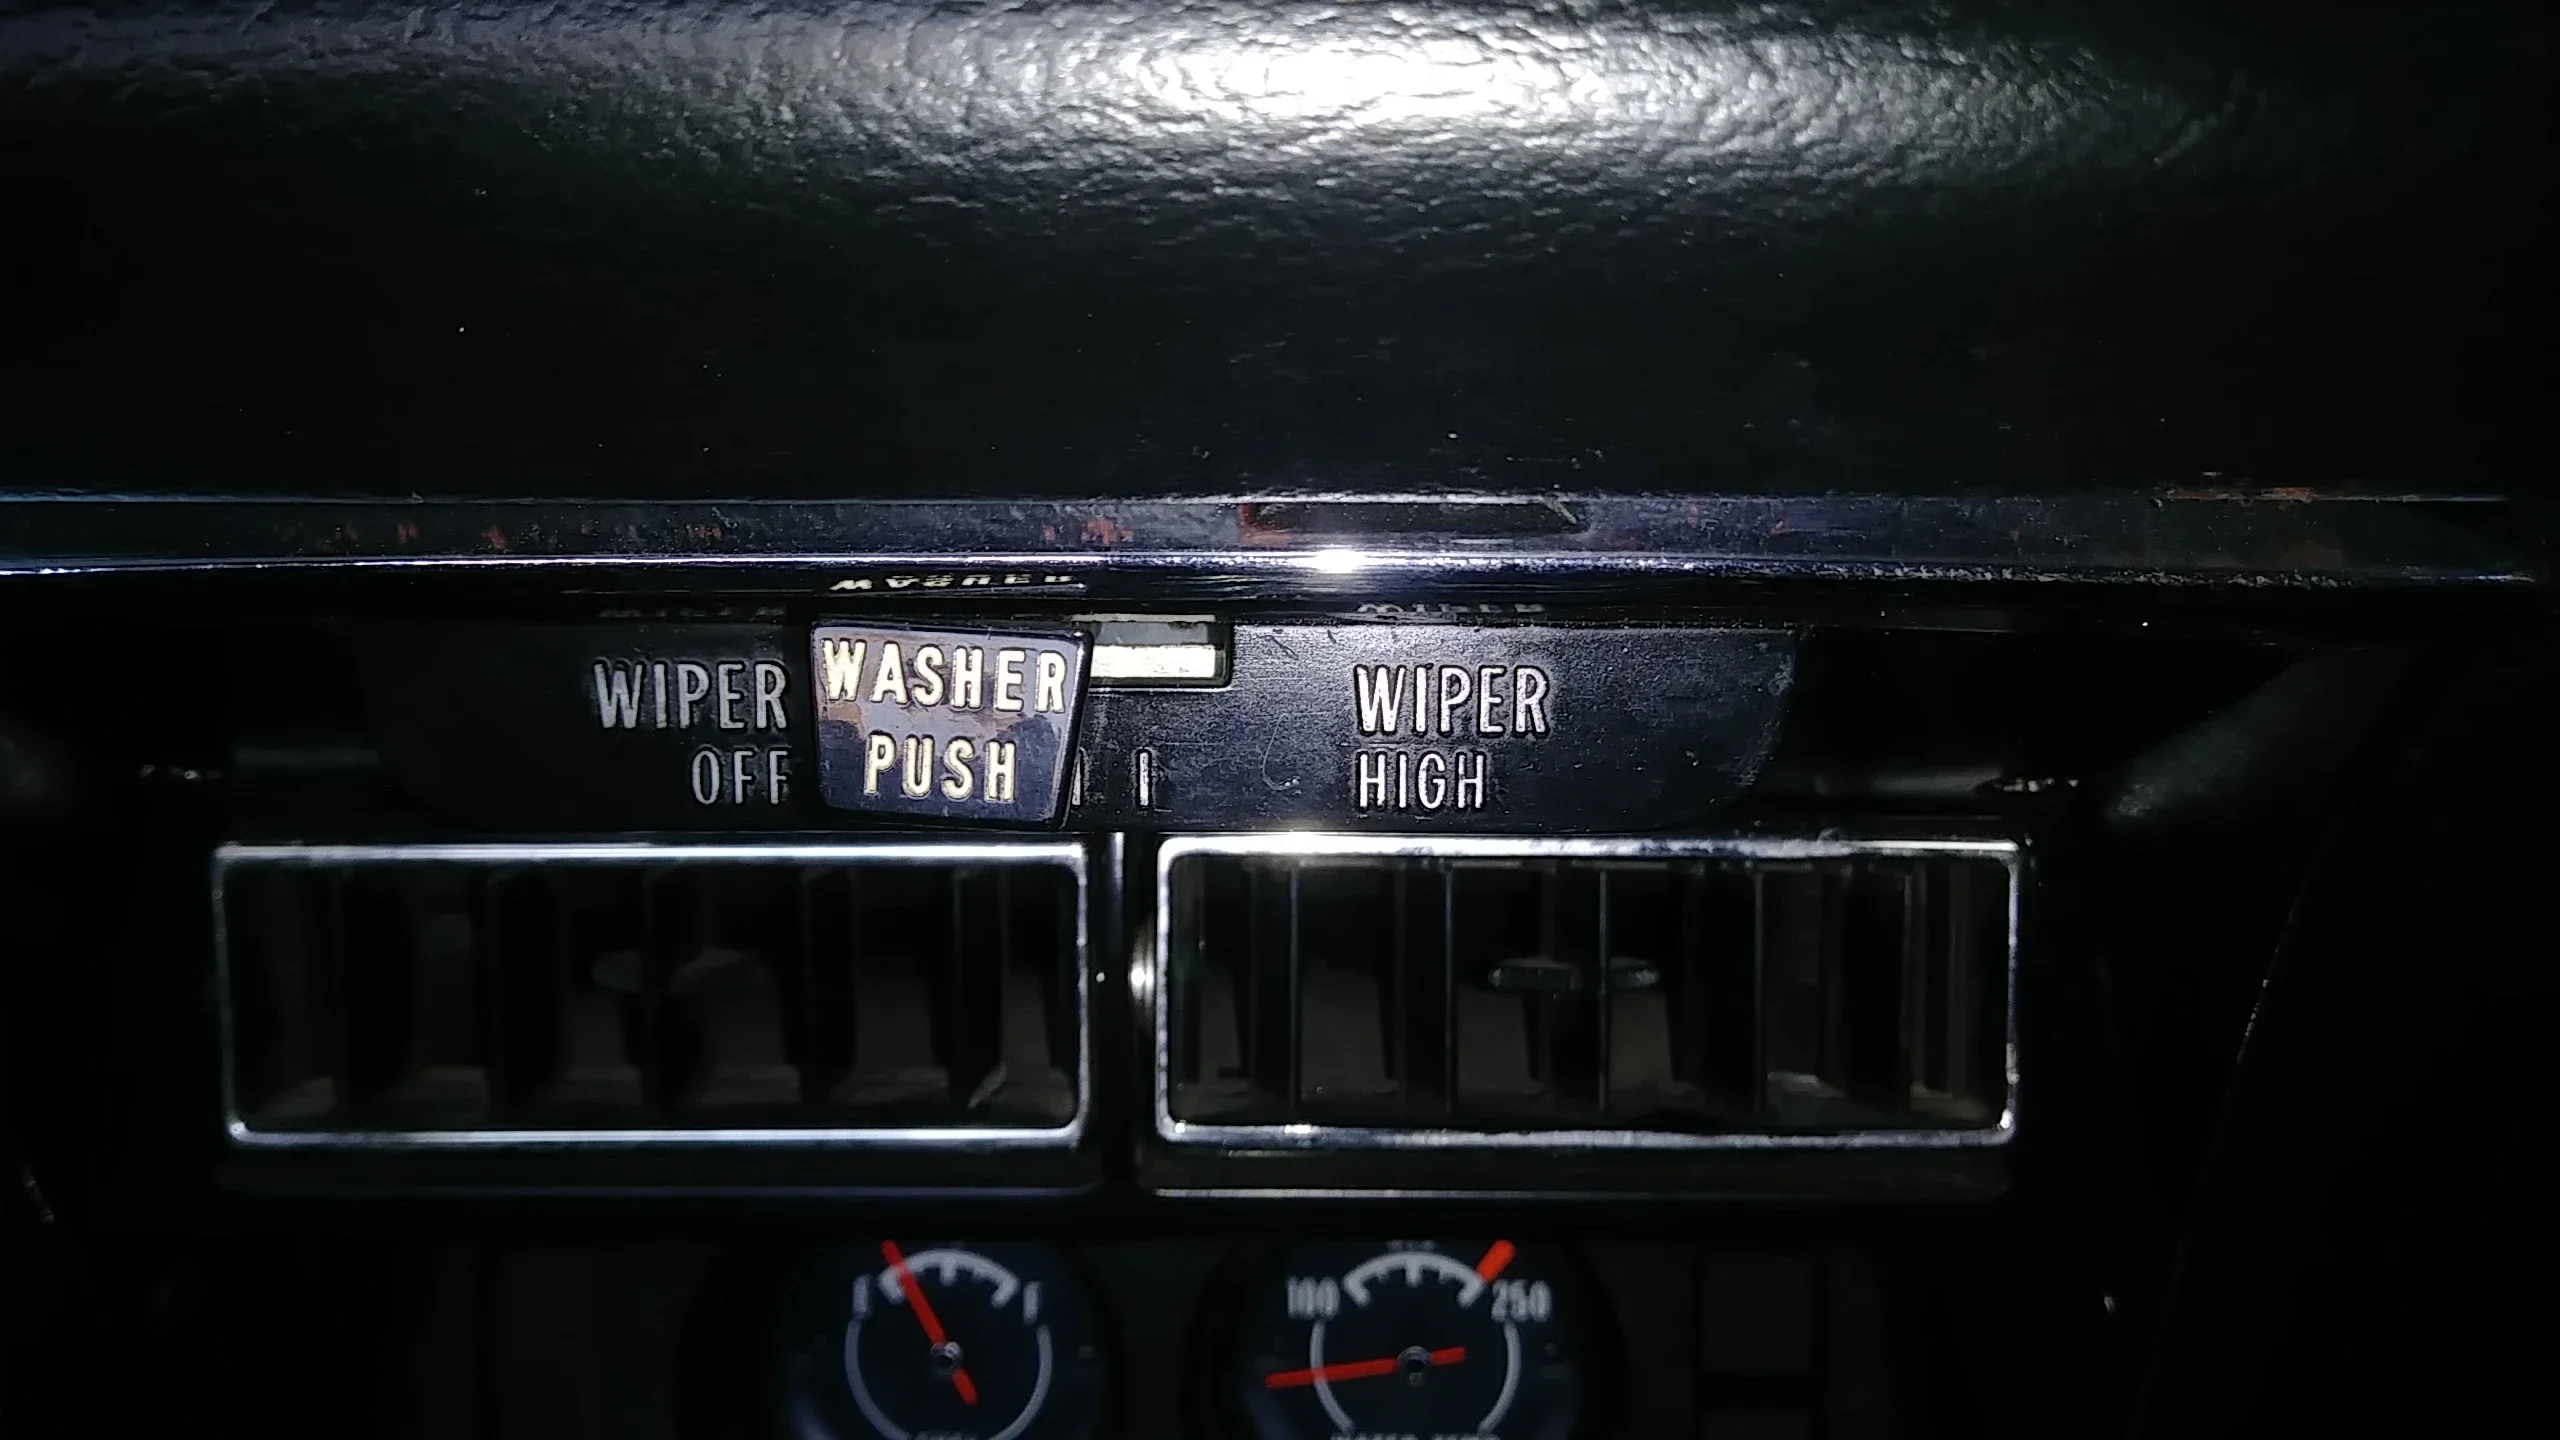 WIPER
OFF
WASHER
PUSH
WIPER
HIGH
E
F
100
250